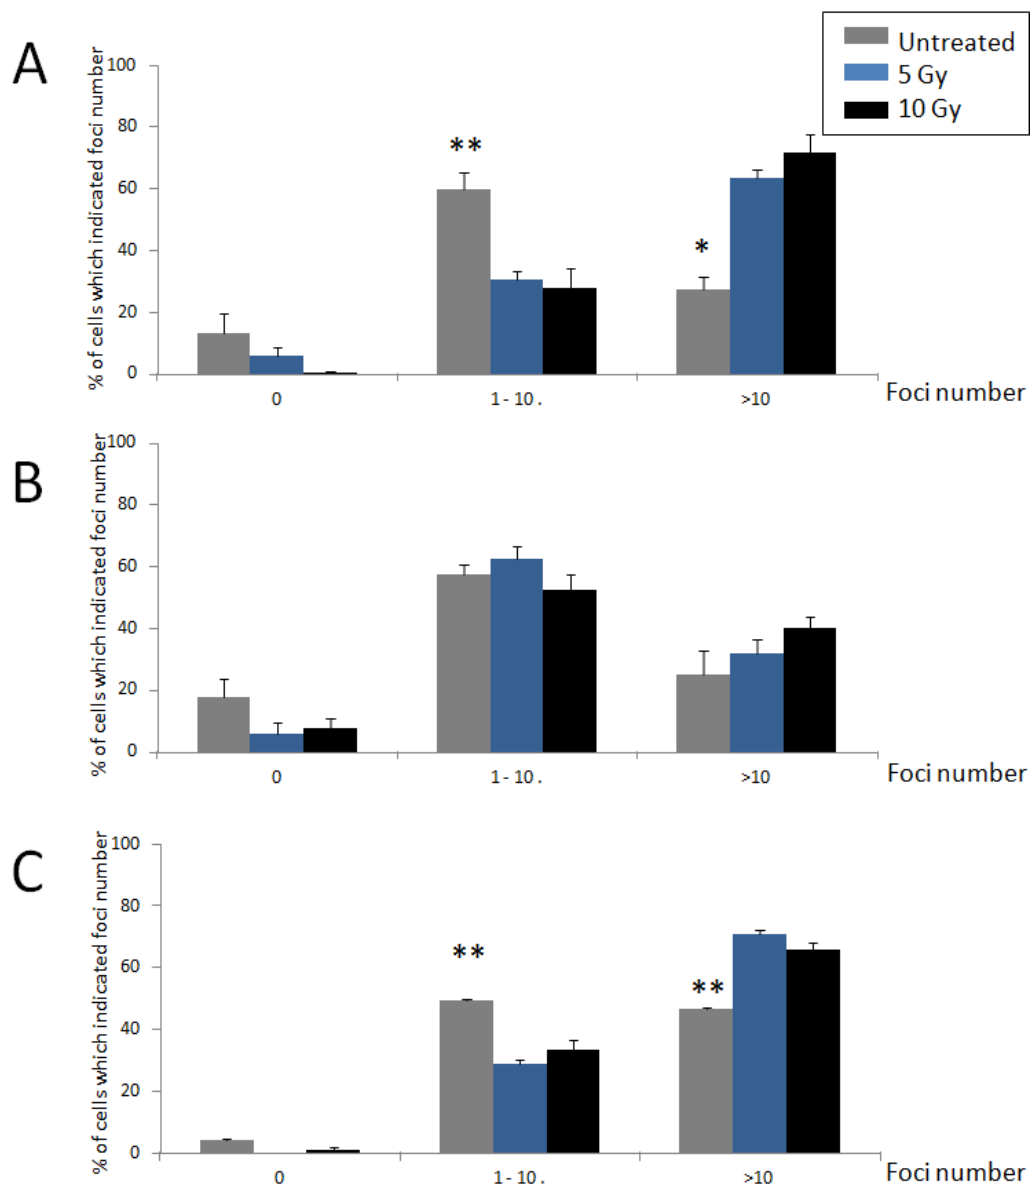 Untreated
5 Gy
10 Gy
A
% of cells which indicated foci number
100
80
60
40
20
0
**
*
0
1 - 10 .
>10
Foci number
B
% of cells which indicated foci number
100
80
60
40
20
0
0
1 - 10 .
>10
Foci number
C
% of cells which indicated foci number
100
80
60
40
20
0
**
**
0
1 - 10 .
>10
Foci number